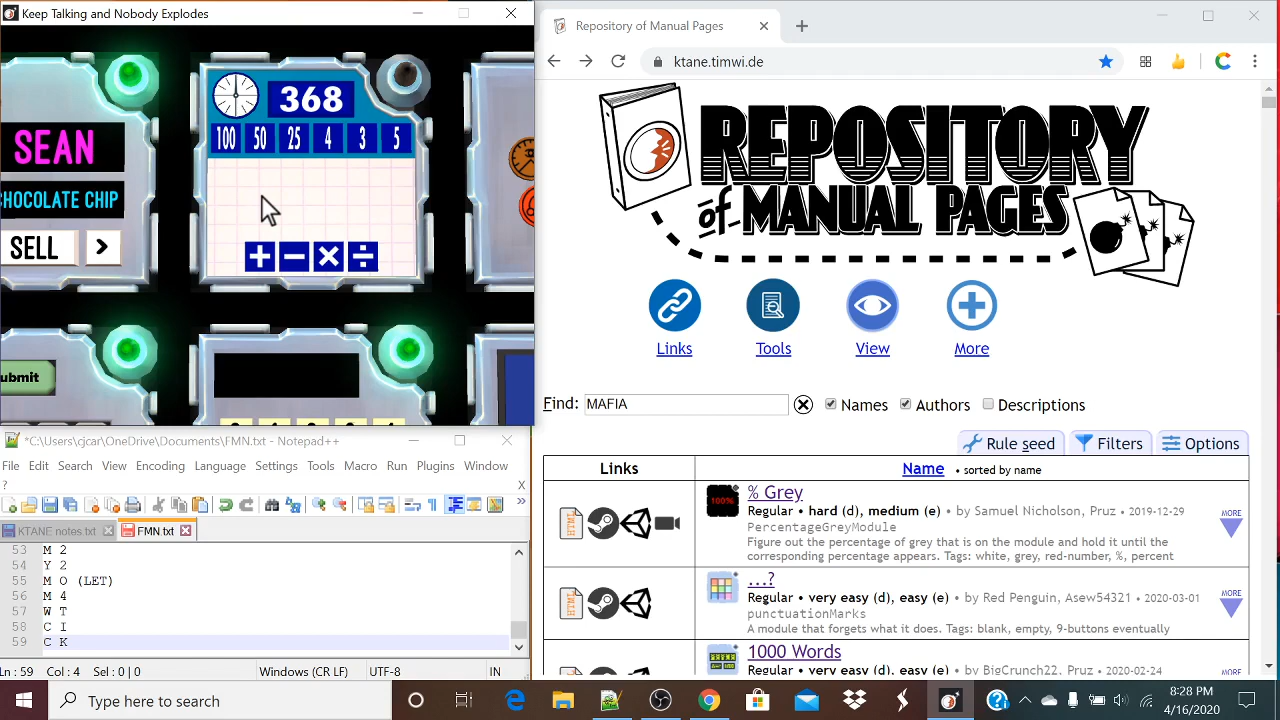 Keep Talking and Nobody Explodes
SEAN
CHOCOLATE CHIP
SELL >
368
100 50 25 4 3 5
+ − × ÷
ubmit
*C:\Users\gjcar\OneDrive\Documents\FMN.txt - Notepad++
File Edit Search View Encoding Language Settings Tools Macro Run Plugins Window
? X
KTANE notes.txt FMN.txt
53 M 2
54 Y 2
55 M O (LET)
56 M 4
57 W T
58 C I
59 C K
Col : 4 Sel : 0 | 0 Windows (CR LF) UTF-8 IN
Repository of Manual Pages
ktane.timwi.de
REPOSITORY
of MANUAL PAGES
Links Tools View More
Find: MAFIA Names Authors Descriptions
Rule seed Filters Options
Links Name • sorted by name
% Grey
Regular • hard (d), medium (e) • by Samuel Nicholson, Pruz • 2019-12-29
PercentageGreyModule
Figure out the percentage of grey that is on the module and hold it until the
corresponding percentage appears. Tags: white, grey, red-number, %, percent
MORE
100%
HTML
...?
Regular • very easy (d), easy (e) • by Red Penguin, Asew54321 • 2020-03-01
punctuationMarks
A module that forgets what it does. Tags: blank, empty, 9-buttons eventually
MORE
HTML
1000 Words
Regular • very easy (d), easy (e) • by BigCrunch22, Pruz • 2020-02-24
MORE
Type here to search
8:28 PM
4/16/2020